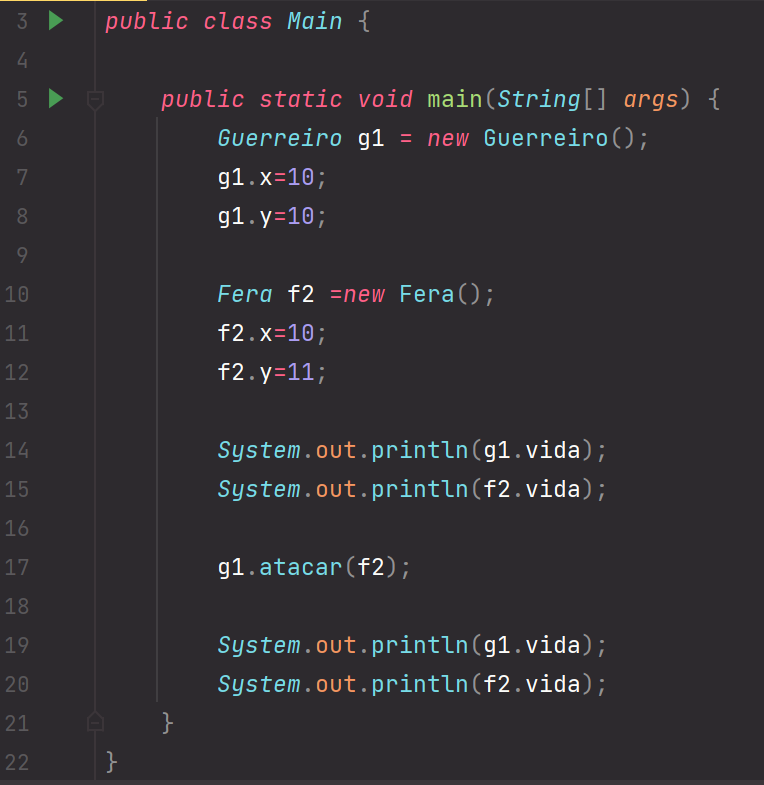 3 public class Main {
4
5 public static void main(String[] args) {
6 Guerreiro g1 = new Guerreiro();
7 g1.x=10;
8 g1.y=10;
9
10 Fera f2 =new Fera();
11 f2.x=10;
12 f2.y=11;
13
14 System.out.println(g1.vida);
15 System.out.println(f2.vida);
16
17 g1.atacar(f2);
18
19 System.out.println(g1.vida);
20 System.out.println(f2.vida);
21 }
22 }